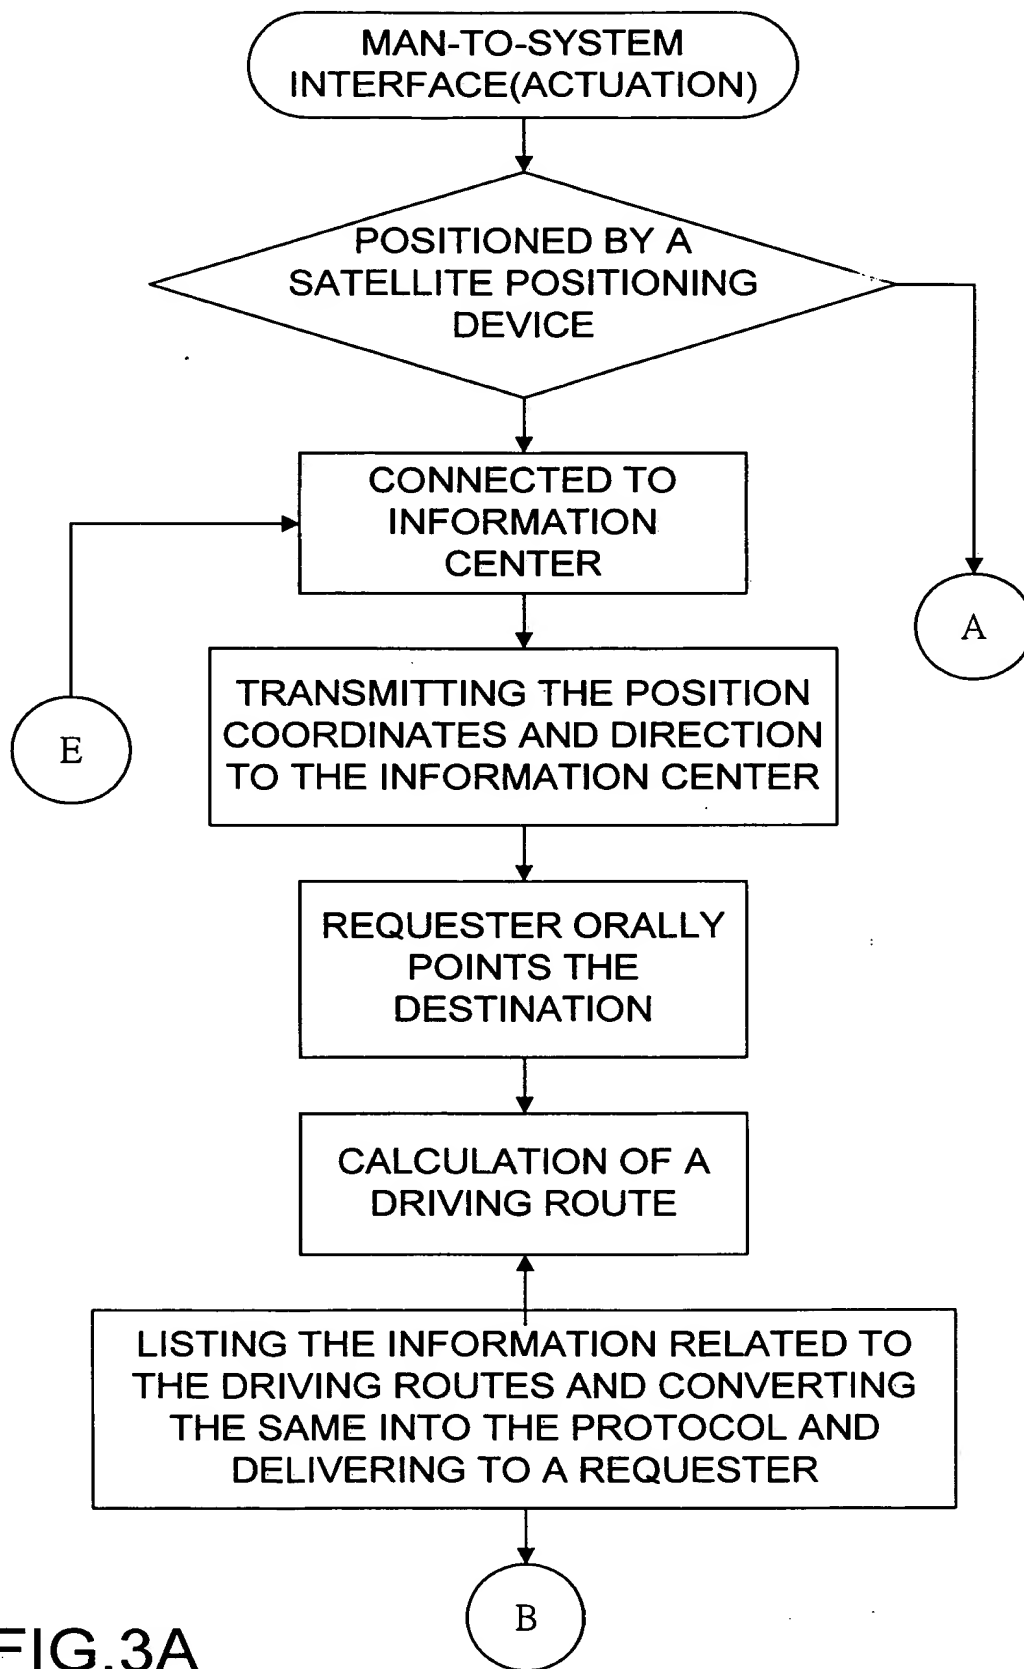 MAN-TO-SYSTEM
INTERFACE(ACTUATION)
POSITIONED BY A
SATELLITE POSITIONING
DEVICE
CONNECTED TO
INFORMATION
CENTER
A
TRANSMITTING THE POSITION
COORDINATES AND DIRECTION
TO THE INFORMATION CENTER
E
REQUESTER ORALLY
POINTS THE
DESTINATION
CALCULATION OF A
DRIVING ROUTE
LISTING THE INFORMATION RELATED TO
THE DRIVING ROUTES AND CONVERTING
THE SAME INTO THE PROTOCOL AND
DELIVERING TO A REQUESTER
B
FIG.3A